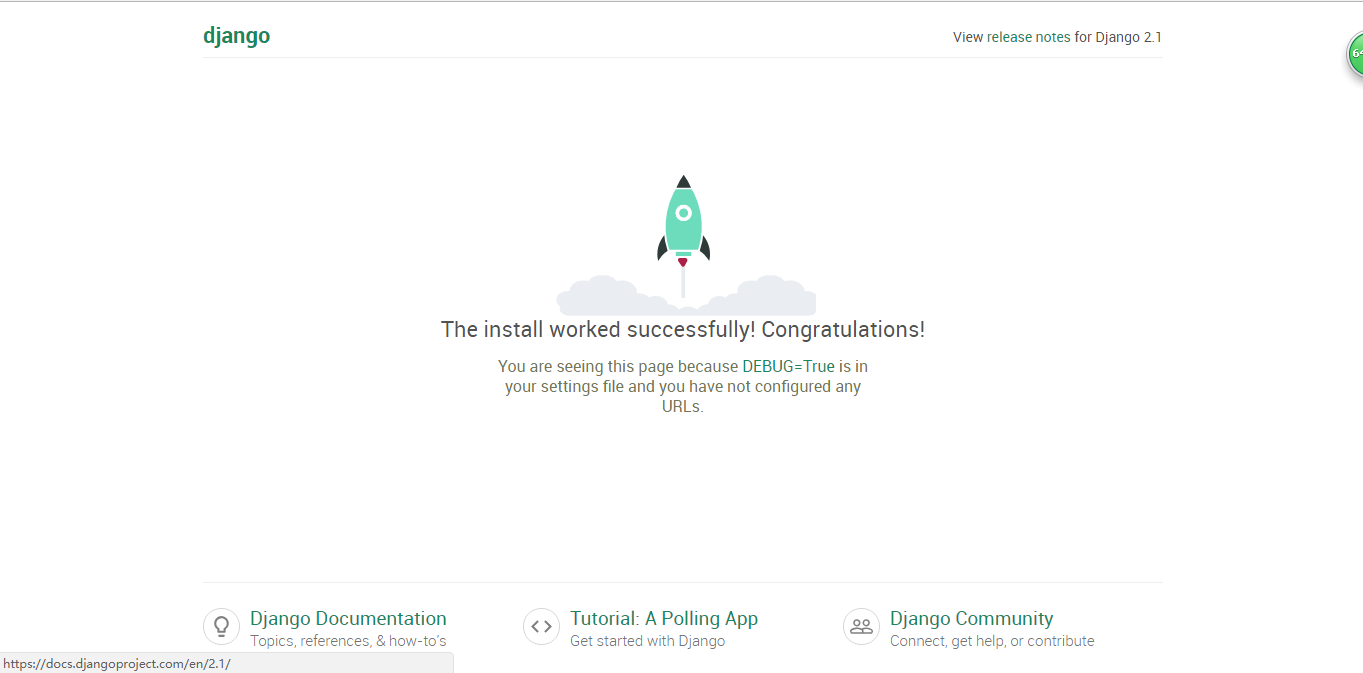 django
View release notes for Django 2.1
The install worked successfully! Congratulations!
You are seeing this page because DEBUG=True is in
your settings file and you have not configured any
URLs.
Django Documentation
Topics, references, & how-to's
Tutorial: A Polling App
Get started with Django
Django Community
Connect, get help, or contribute
https://docs.djangoproject.com/en/2.1/